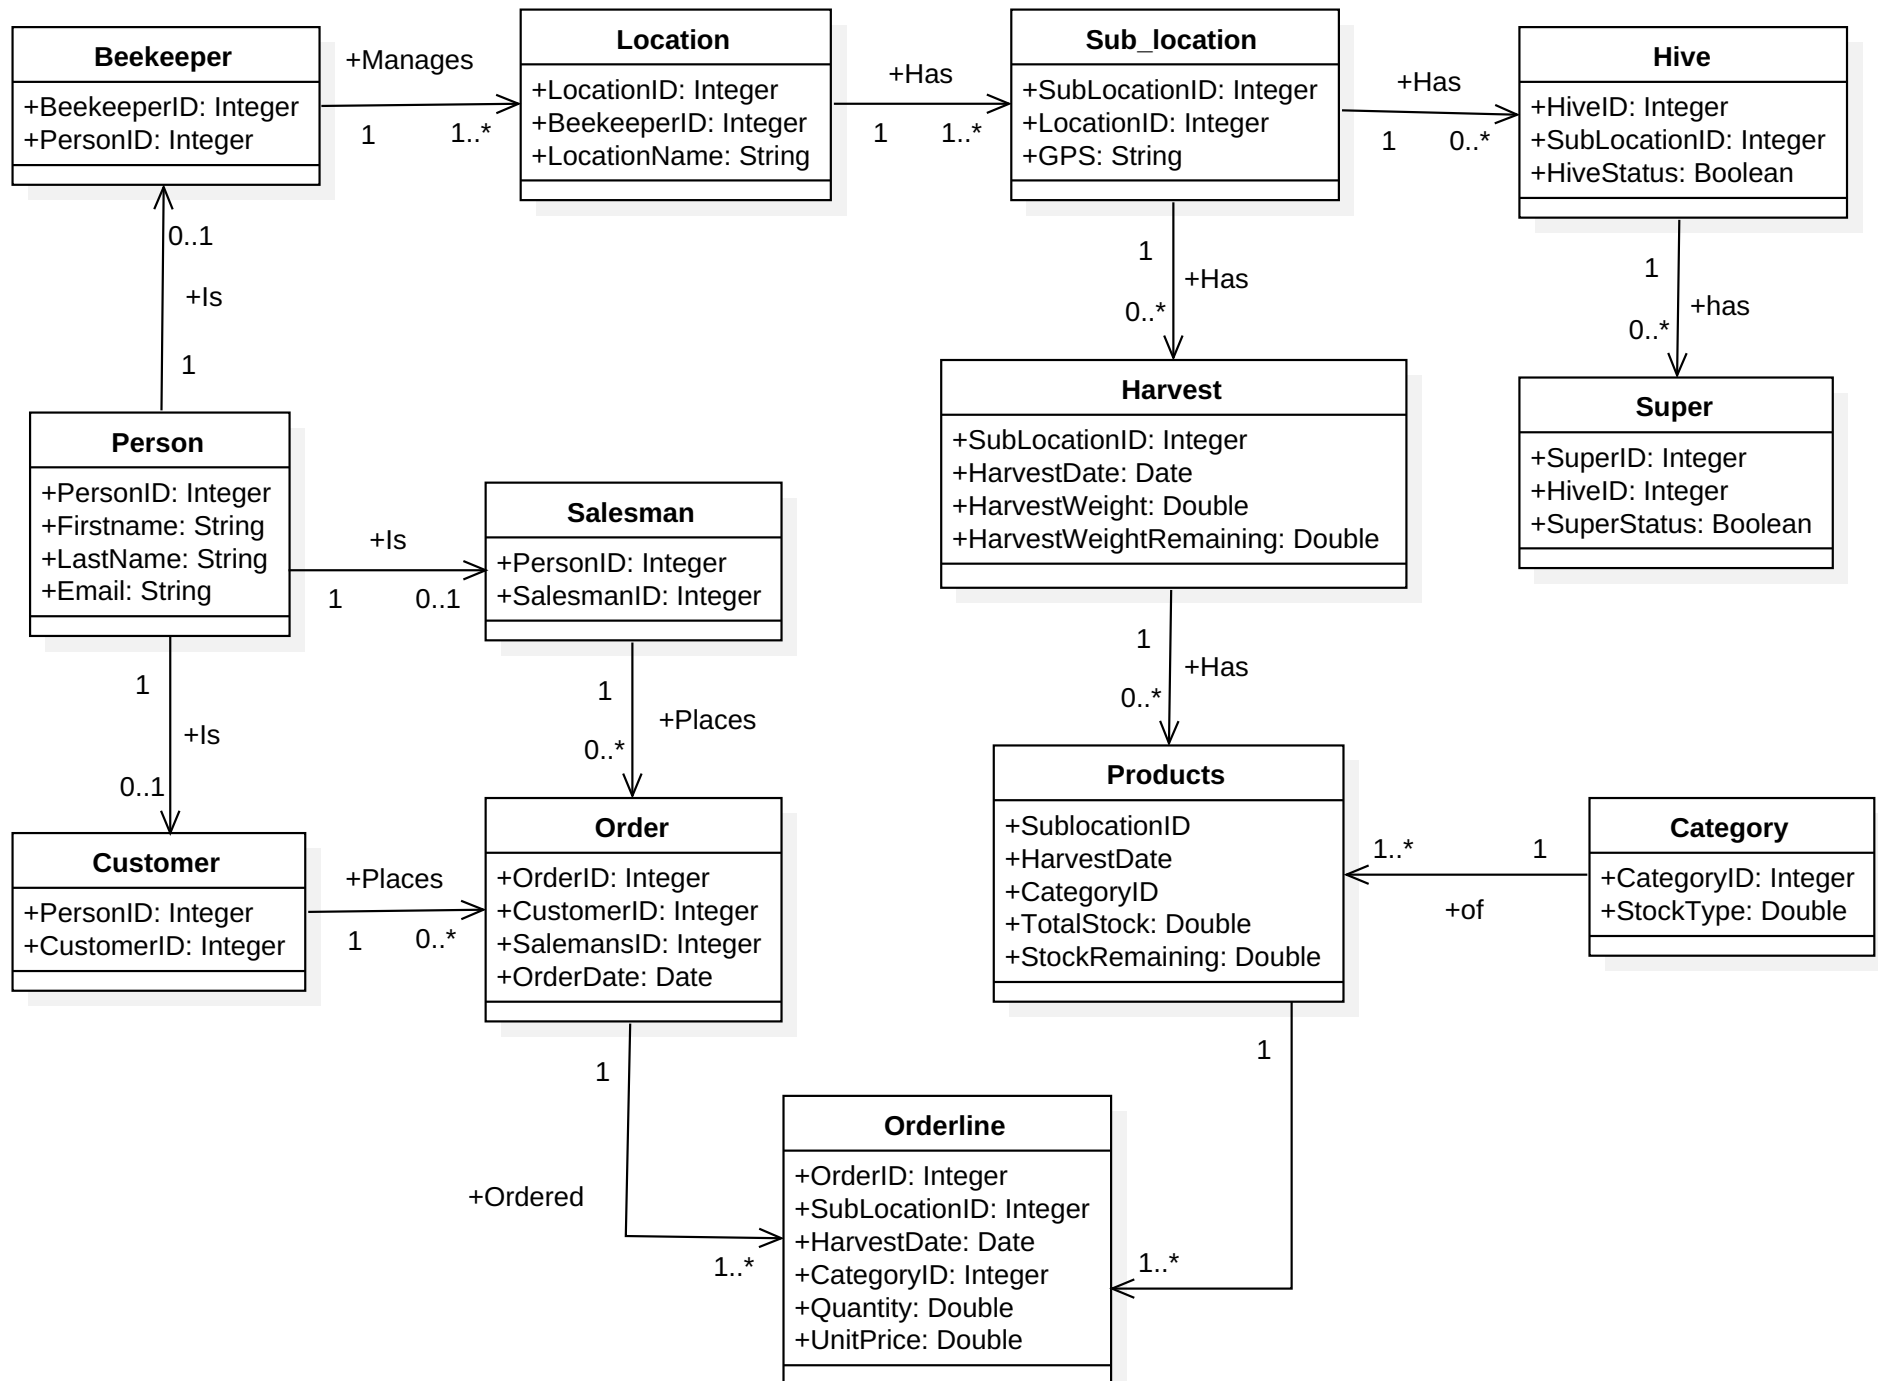 Beekeeper
+BeekeeperID: Integer
+PersonID: Integer
+Manages
1
1..*
Location
+LocationID: Integer
+BeekeeperID: Integer
+LocationName: String
+Has
1
1..*
Sub_location
+SubLocationID: Integer
+LocationID: Integer
+GPS: String
+Has
1
0..*
Hive
+HiveID: Integer
+SubLocationID: Integer
+HiveStatus: Boolean
0..1
+Is
1
1
+Has
0..*
1
+has
0..*
Person
+PersonID: Integer
+Firstname: String
+LastName: String
+Email: String
+Is
1
0..1
Salesman
+PersonID: Integer
+SalesmanID: Integer
Harvest
+SubLocationID: Integer
+HarvestDate: Date
+HarvestWeight: Double
+HarvestWeightRemaining: Double
Super
+SuperID: Integer
+HiveID: Integer
+SuperStatus: Boolean
1
+Is
0..1
1
+Places
0..*
1
+Has
0..*
Customer
+PersonID: Integer
+CustomerID: Integer
+Places
1
0..*
Order
+OrderID: Integer
+CustomerID: Integer
+SalemansID: Integer
+OrderDate: Date
Products
+SublocationID
+HarvestDate
+CategoryID
+TotalStock: Double
+StockRemaining: Double
1..*
1
+of
Category
+CategoryID: Integer
+StockType: Double
1
+Ordered
1..*
Orderline
+OrderID: Integer
+SubLocationID: Integer
+HarvestDate: Date
+CategoryID: Integer
+Quantity: Double
+UnitPrice: Double
1
1..*